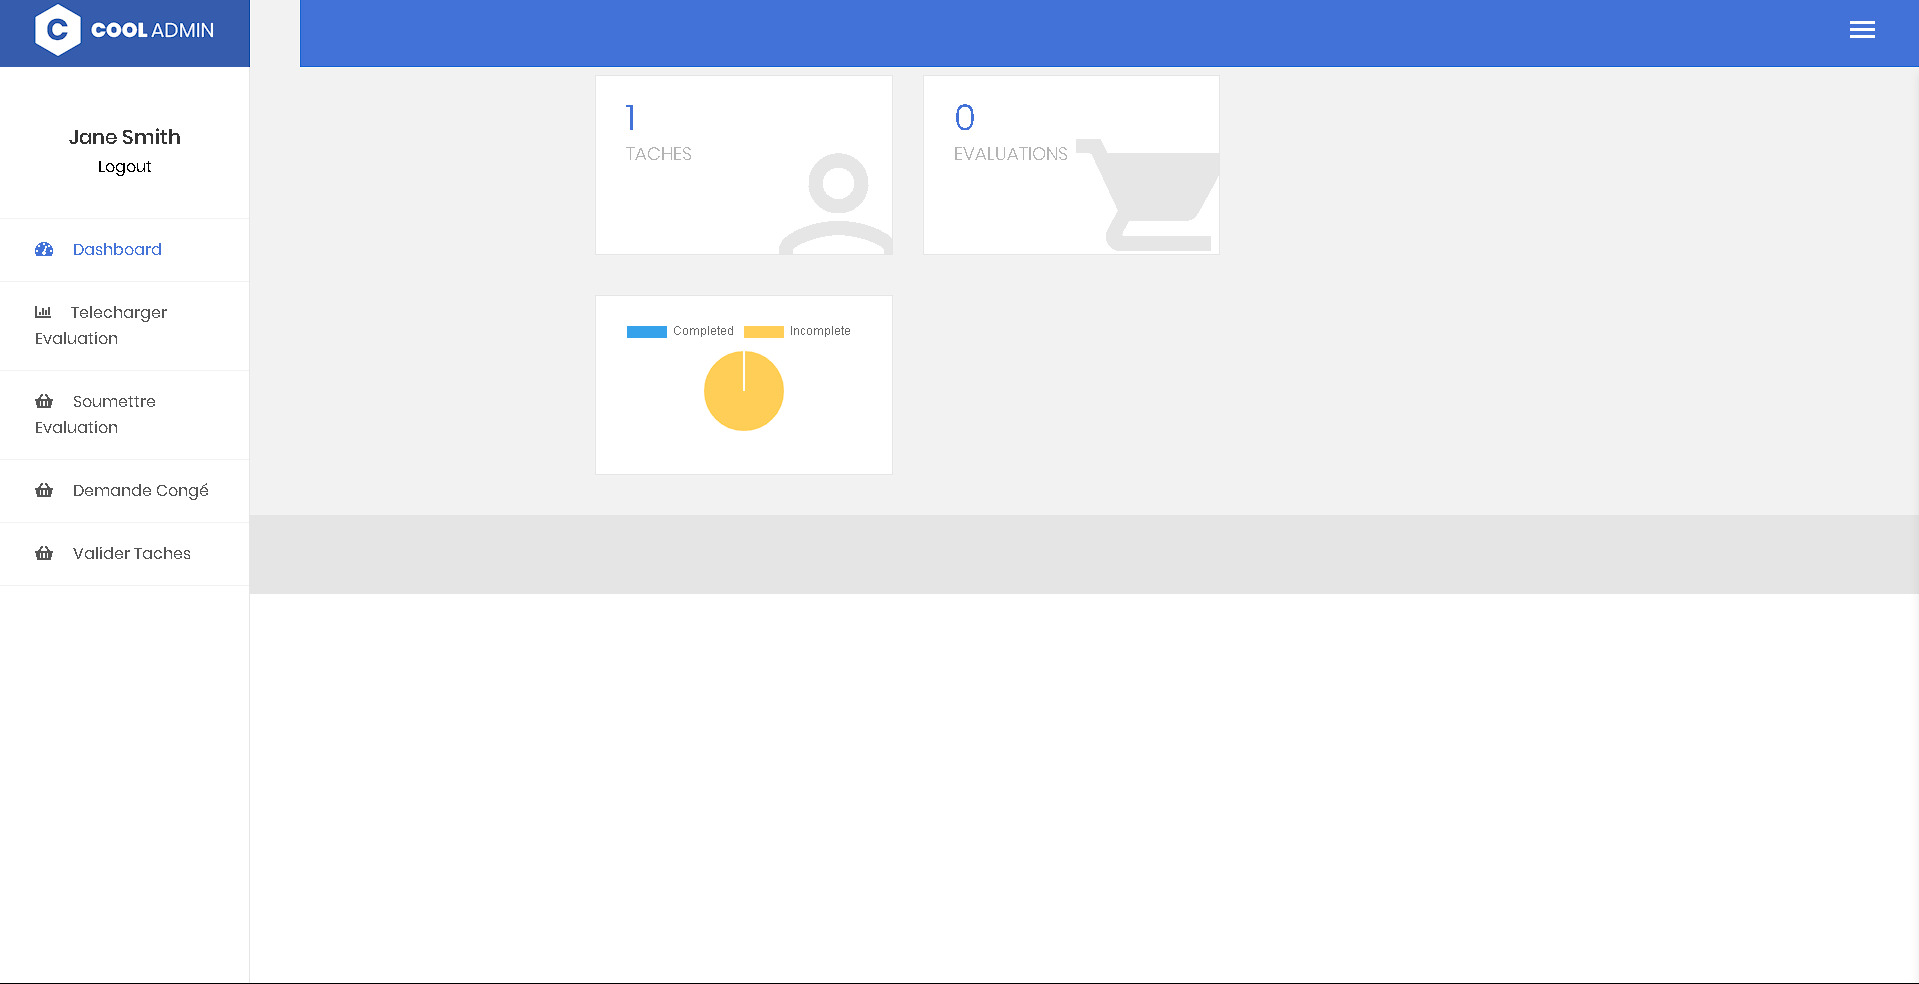 C COOL ADMIN
Jane Smith
Logout
Dashboard
Telecharger
Evaluation
Soumettre
Evaluation
Demande Congé
Valider Taches
1
TACHES
0
EVALUATIONS
Completed Incomplete